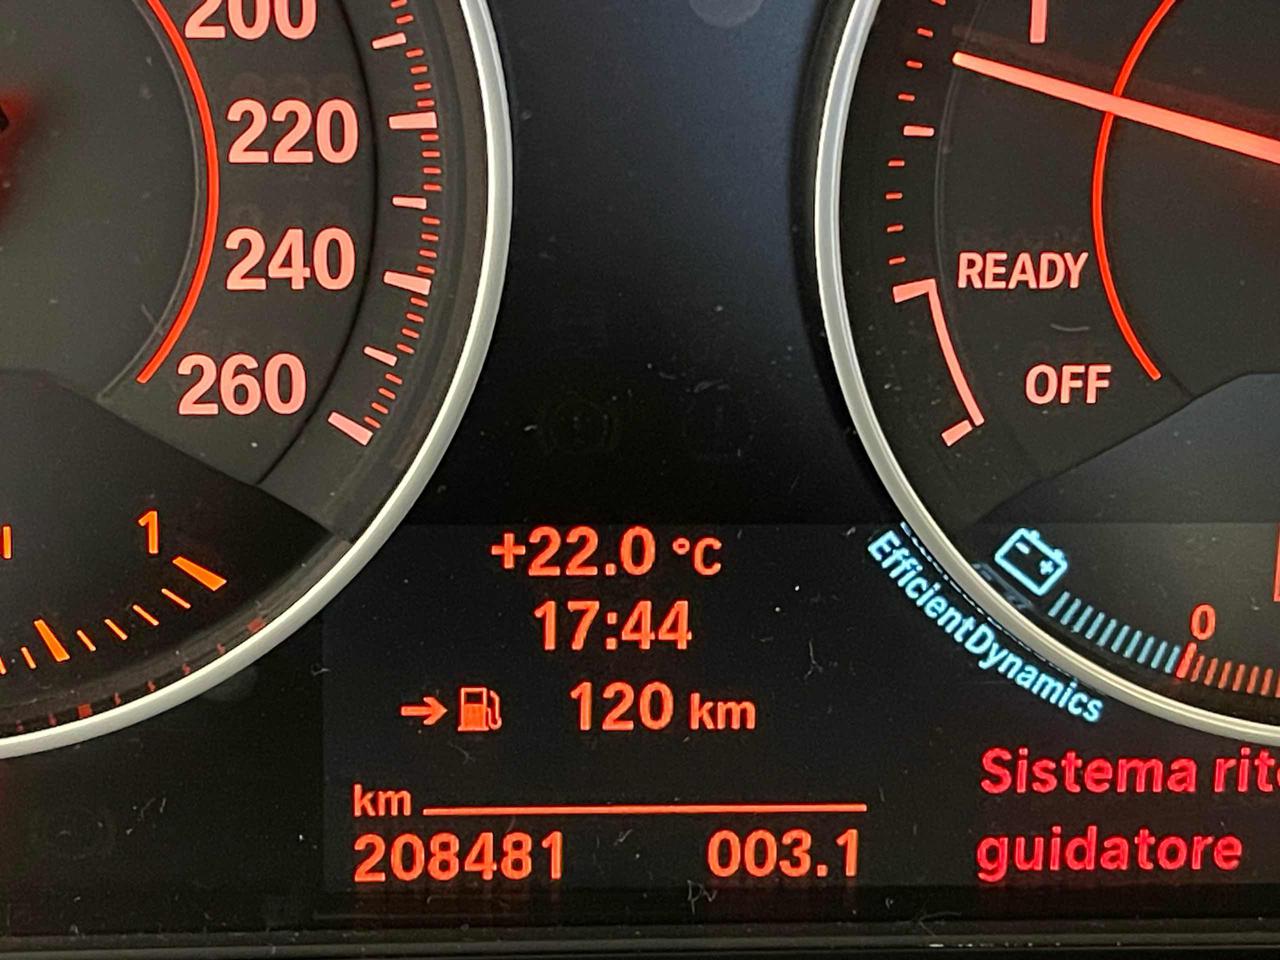 200
220
240
260
1
1
READY
OFF
+22.0 °C
17:44
120 km
km
208481 003.1
EfficientDynamics
0
Sistema
guidatore